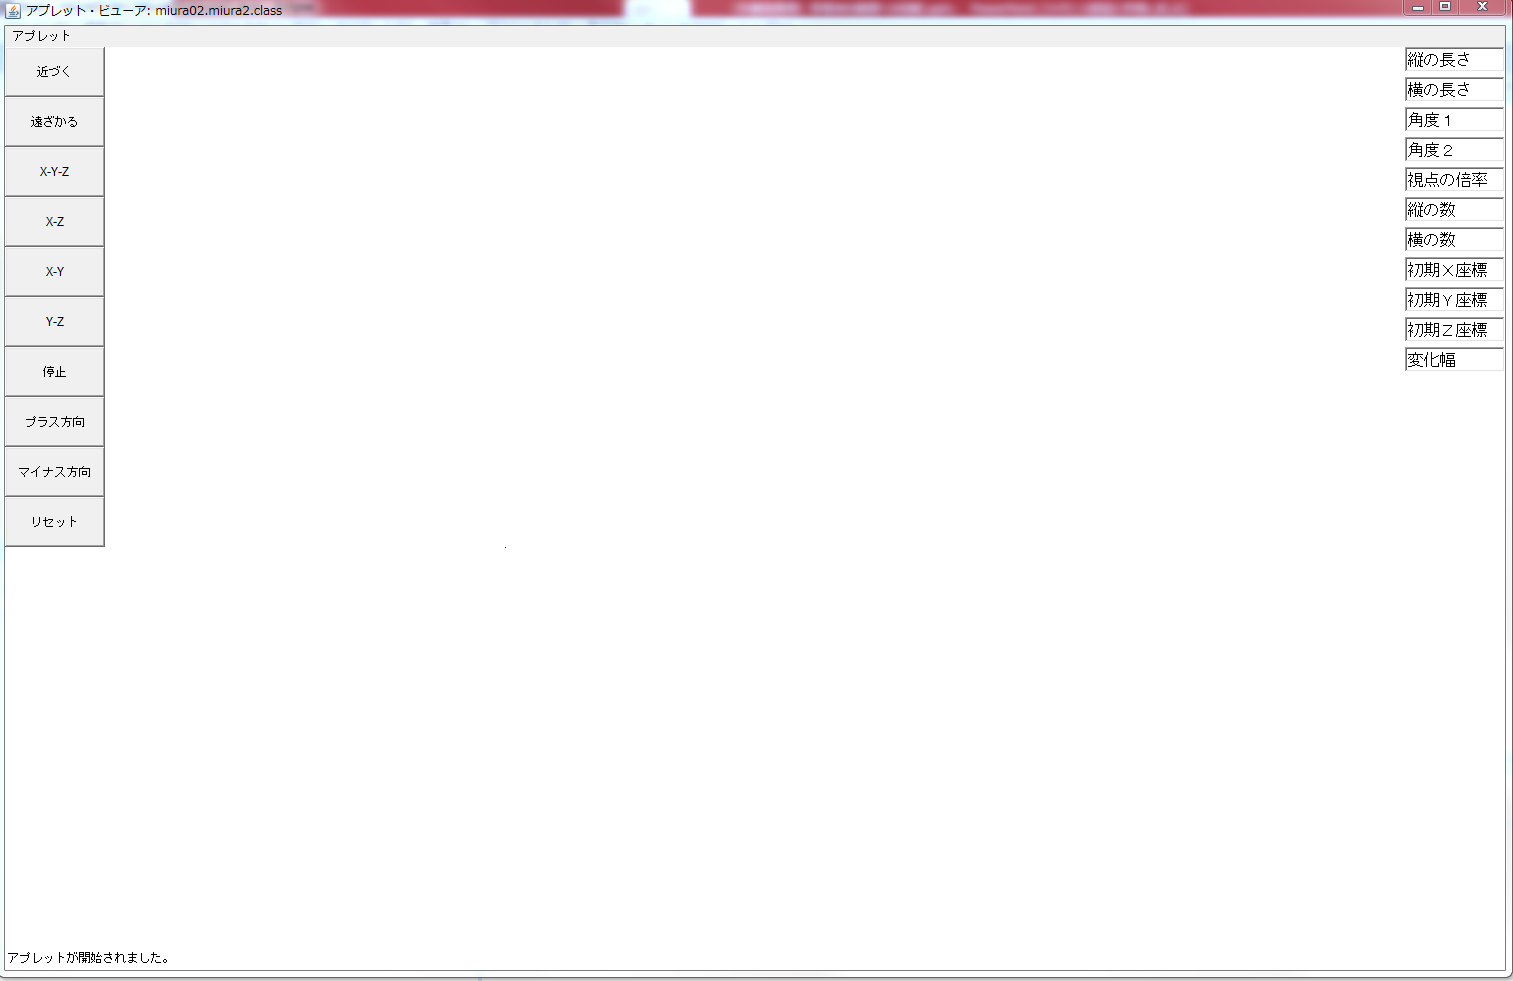 アプレット・ビューア: miura02.miura2.class
アプレット
近づく
遠ざかる
X-Y-Z
X-Z
X-Y
Y-Z
停止
プラス方向
マイナス方向
リセット
縦の長さ
横の長さ
角度１
角度２
視点の倍率
縦の数
横の数
初期Ｘ座標
初期Ｙ座標
初期Ｚ座標
変化幅
アプレットが開始されました。